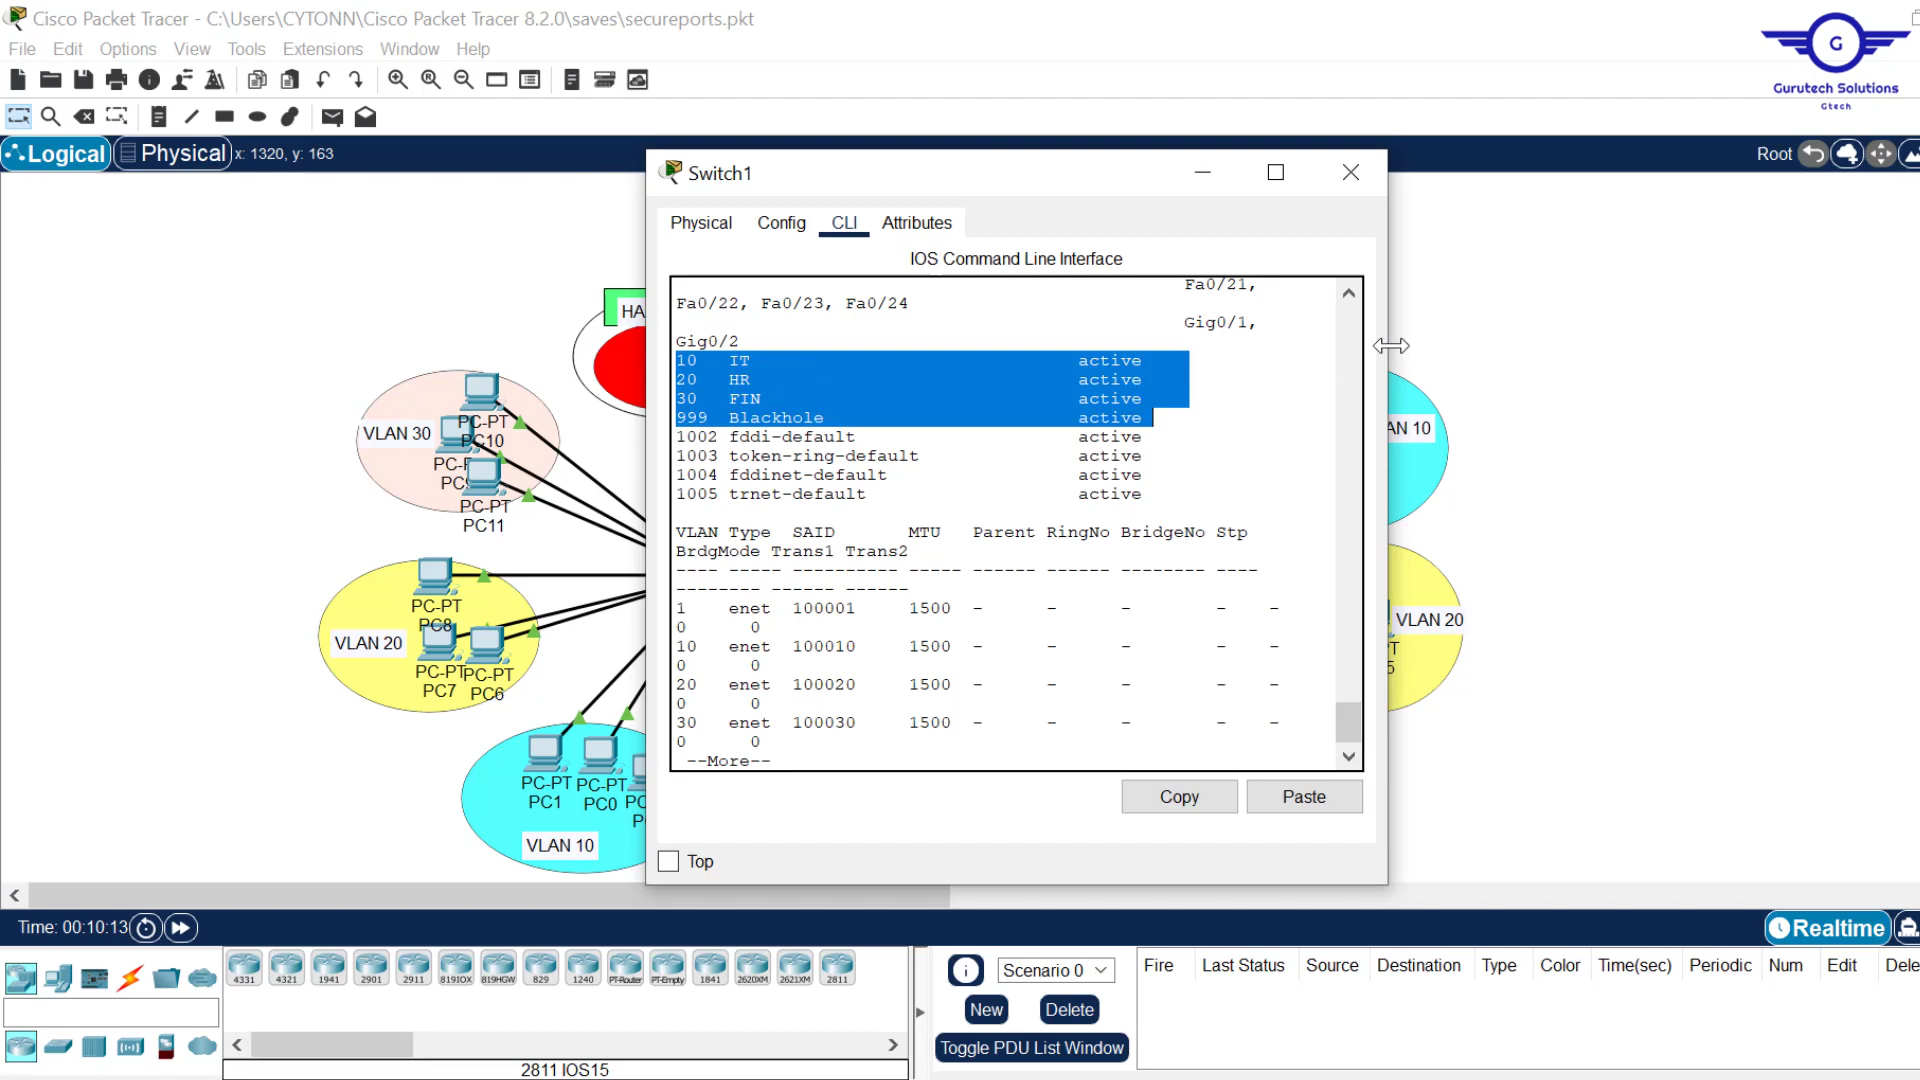 Cisco Packet Tracer - C:\Users\CYTONN\Cisco Packet Tracer 8.2.0\saves\secureports.pkt
File Edit Options View Tools Extensions Window Help
G
Gurutech Solutions
Gtech
Logical Physical x: 1320, y: 163
Root
Switch1
Physical Config CLI Attributes
IOS Command Line Interface
Fa0/21,
Fa0/22, Fa0/23, Fa0/24
Gig0/1,
Gig0/2
10 IT active
20 HR active
30 FIN active
999 Blackhole active
1002 fddi-default active
1003 token-ring-default active
1004 fddinet-default active
1005 trnet-default active
VLAN Type SAID MTU Parent RingNo BridgeNo Stp
BrdgMode Trans1 Trans2
---- ----- ---------- ----- ------ ------ -------- ----
-------- ------ ------
1 enet 100001 1500 - - - - -
0 0
10 enet 100010 1500 - - - - -
0 0
20 enet 100020 1500 - - - - -
0 0
30 enet 100030 1500 - - - - -
0 0
--More--
Copy Paste
Top
HA
VLAN 30
PC-PT
PC10
PC-PT
PC11
VLAN 20
PC-PT
PC8
PC-PT
PC7
PC-PT
PC6
VLAN 10
PC-PT
PC1
PC-PT
PC0
AN 10
VLAN 20
Time: 00:10:13
Realtime
4331 4321 1941 2901 2911 819IOX 819HGW 829 1240 PT-Router PT-Empty 1841 2620XM 2621XM 2811
2811 IOS15
Scenario 0
New Delete
Toggle PDU List Window
Fire Last Status Source Destination Type Color Time(sec) Periodic Num Edit Dele